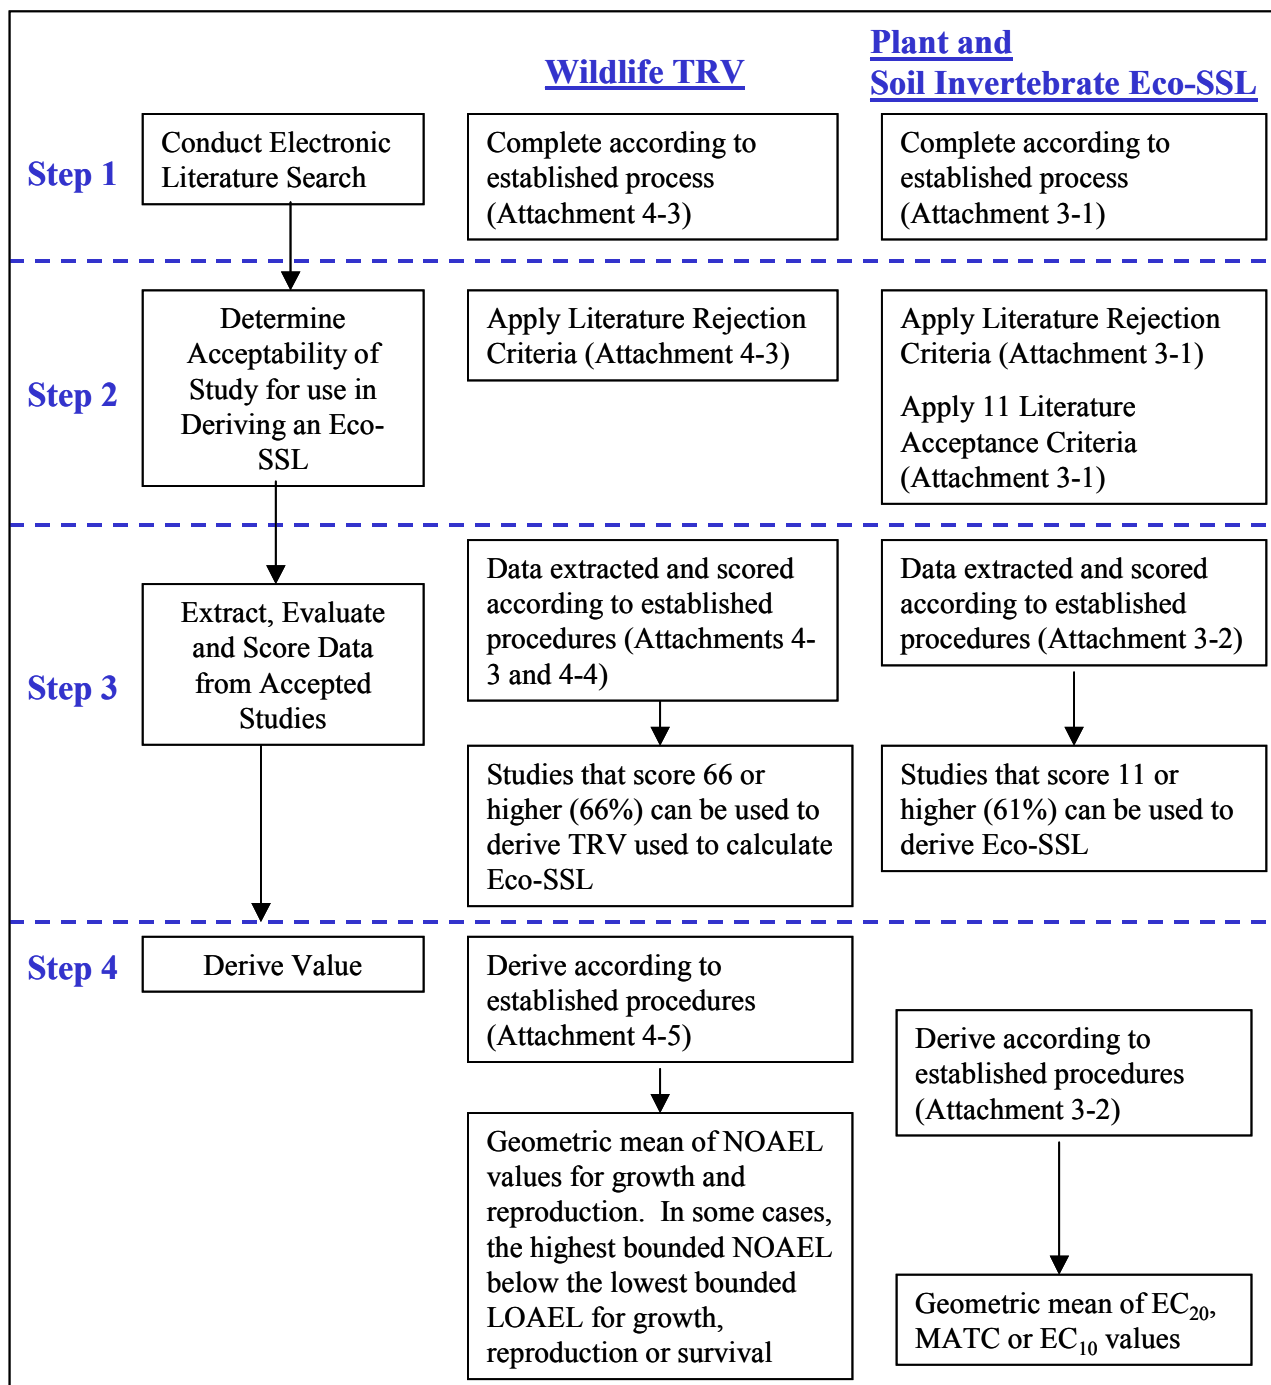 Wildlife TRV
Plant and
Soil Invertebrate Eco-SSL
Step 1
Conduct Electronic
Literature Search
Complete according to
established process
(Attachment 4-3)
Complete according to
established process
(Attachment 3-1)
Step 2
Determine
Acceptability of
Study for use in
Deriving an Eco-
SSL
Apply Literature Rejection
Criteria (Attachment 4-3)
Apply Literature Rejection
Criteria (Attachment 3-1)
Apply 11 Literature
Acceptance Criteria
(Attachment 3-1)
Step 3
Extract, Evaluate
and Score Data
from Accepted
Studies
Data extracted and scored
according to established
procedures (Attachments 4-
3 and 4-4)
Data extracted and scored
according to established
procedures (Attachment 3-2)
Studies that score 66 or
higher (66%) can be used to
derive TRV used to calculate
Eco-SSL
Studies that score 11 or
higher (61%) can be used to
derive Eco-SSL
Step 4
Derive Value
Derive according to
established procedures
(Attachment 4-5)
Derive according to
established procedures
(Attachment 3-2)
Geometric mean of NOAEL
values for growth and
reproduction.  In some cases,
the highest bounded NOAEL
below the lowest bounded
LOAEL for growth,
reproduction or survival
Geometric mean of EC20,
MATC or EC10 values